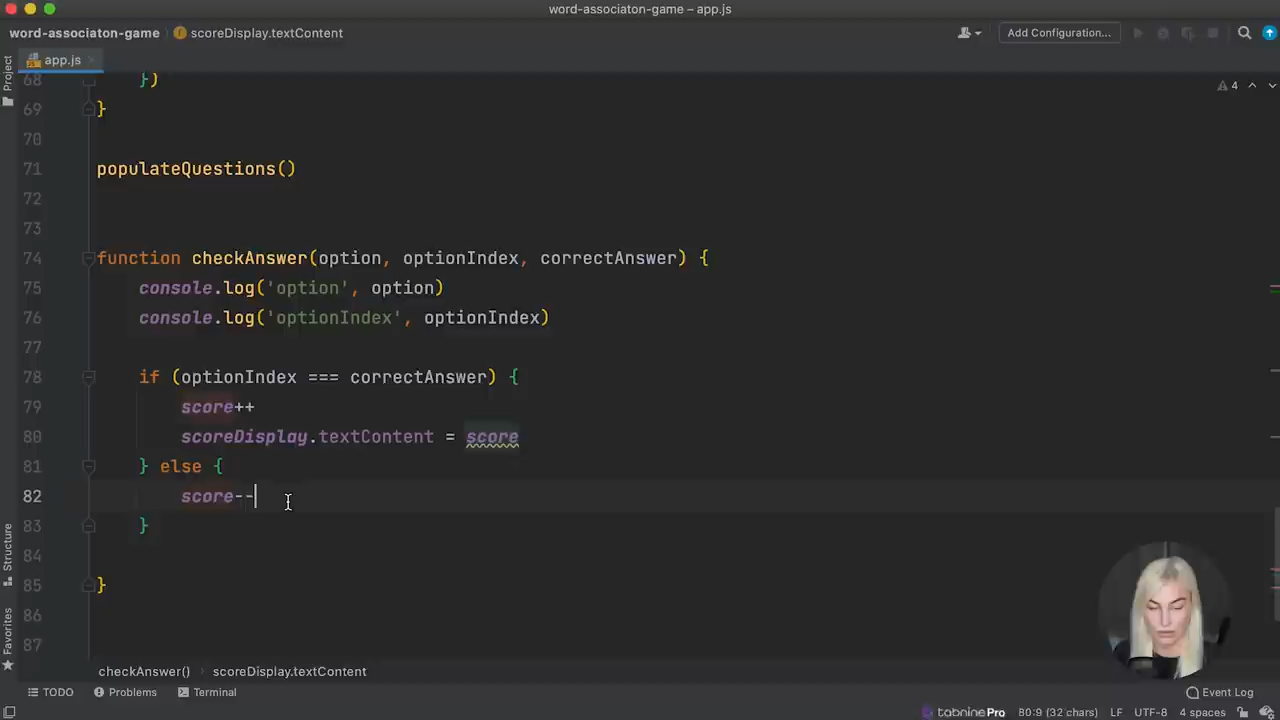 word-associaton-game – app.js
word-associaton-game scoreDisplay.textContent Add Configuration...
Project
app.js
68 })
69 }
4
70
71 populateQuestions()
72
73
74 function checkAnswer(option, optionIndex, correctAnswer) {
75 console.log('option', option)
76 console.log('optionIndex', optionIndex)
77
78 if (optionIndex === correctAnswer) {
79 score++
80 scoreDisplay.textContent = score
81 } else {
82 score--
83 }
84
85 }
86
87
Structure
Favorites
checkAnswer() scoreDisplay.textContent
TODO Problems Terminal Event Log
tabnine Pro 80:9 (32 chars) LF UTF-8 4 spaces